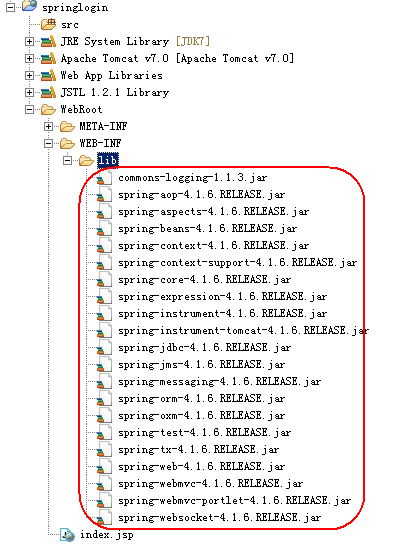 springlogin
src
JRE System Library [JDK7]
Apache Tomcat v7.0 [Apache Tomcat v7.0]
Web App Libraries
JSTL 1.2.1 Library
WebRoot
META-INF
WEB-INF
lib
commons-logging-1.1.3.jar
spring-aop-4.1.6.RELEASE.jar
spring-aspects-4.1.6.RELEASE.jar
spring-beans-4.1.6.RELEASE.jar
spring-context-4.1.6.RELEASE.jar
spring-context-support-4.1.6.RELEASE.jar
spring-core-4.1.6.RELEASE.jar
spring-expression-4.1.6.RELEASE.jar
spring-instrument-4.1.6.RELEASE.jar
spring-instrument-tomcat-4.1.6.RELEASE.jar
spring-jdbc-4.1.6.RELEASE.jar
spring-jms-4.1.6.RELEASE.jar
spring-messaging-4.1.6.RELEASE.jar
spring-orm-4.1.6.RELEASE.jar
spring-oxm-4.1.6.RELEASE.jar
spring-test-4.1.6.RELEASE.jar
spring-tx-4.1.6.RELEASE.jar
spring-web-4.1.6.RELEASE.jar
spring-webmvc-4.1.6.RELEASE.jar
spring-webmvc-portlet-4.1.6.RELEASE.jar
spring-websocket-4.1.6.RELEASE.jar
index.jsp